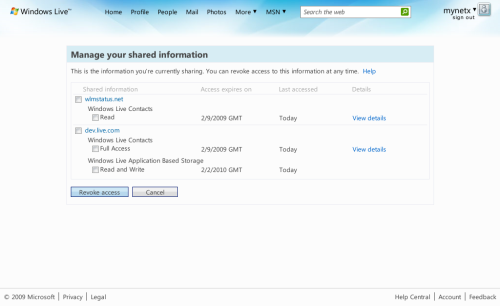 Windows Live™ Home Profile People Mail Photos More ▼ MSN ▼ Search the web mynetx ▼
sign out
Manage your shared information
This is the information you're currently sharing. You can revoke access to this information at any time. Help
Shared information Access expires on Last accessed Details
wlmstatus.net
Windows Live Contacts
Read 2/9/2009 GMT Today View details
dev.live.com
Windows Live Contacts
Full Access 2/9/2009 GMT Today View details
Windows Live Application Based Storage
Read and Write 2/2/2010 GMT Today
Revoke access Cancel
© 2009 Microsoft | Privacy | Legal Help Central | Account | Feedback